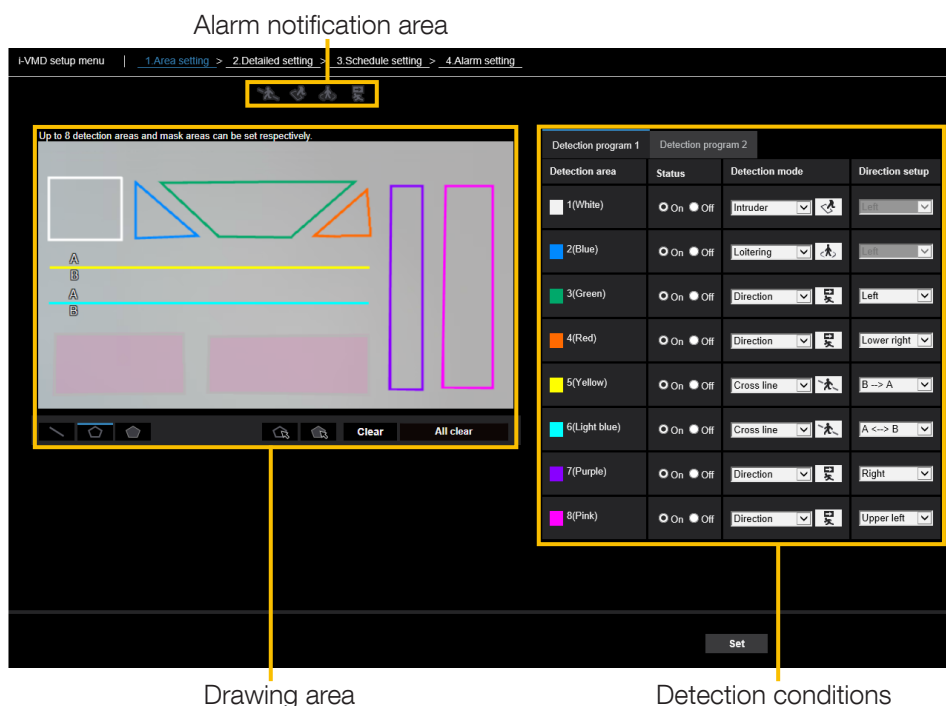 Alarm notification area
i-VMD setup menu | 1.Area setting > 2.Detailed setting > 3.Schedule setting > 4.Alarm setting
Up to 8 detection areas and mask areas can be set respectively.
A
B
A
B
Clear All clear
Detection program 1 Detection program 2
Detection area Status Detection mode Direction setup
1(White) On Off Intruder Left
2(Blue) On Off Loitering Left
3(Green) On Off Direction Left
4(Red) On Off Direction Lower right
5(Yellow) On Off Cross line B --> A
6(Light blue) On Off Cross line A <--> B
7(Purple) On Off Direction Right
8(Pink) On Off Direction Upper left
Set
Drawing area
Detection conditions